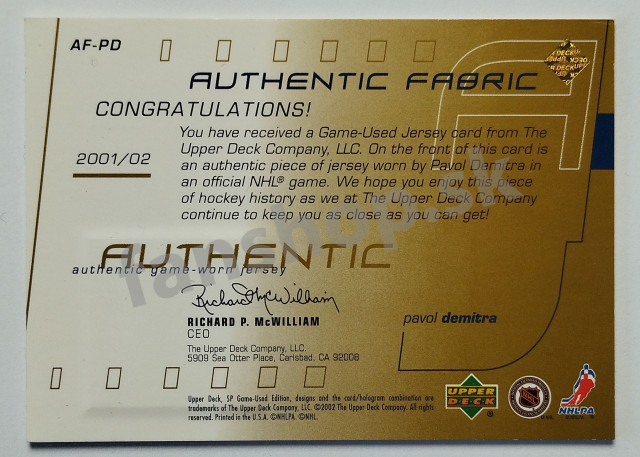 AF-PD
AUTHENTIC FABRIC
CONGRATULATIONS!
2001/02
You have received a Game-Used Jersey card from The
Upper Deck Company, LLC. On the front of this card is
an authentic piece of jersey worn by Pavol Demitra in
an official NHL® game. We hope you enjoy this piece
of hockey history as we at The Upper Deck Company
continue to keep you as close as you can get!
AUTHENTIC
authentic game-worn jersey
fanshop.sk
Richard McWilliam
RICHARD P. McWILLIAM
CEO
The Upper Deck Company, LLC.
5909 Sea Otter Place, Carlsbad, CA 92008
pavol demitra
Upper Deck, SP Game-Used Edition, designs and the card/hologram combination are
trademarks of The Upper Deck Company, LLC. ©2002 The Upper Deck Company. All rights
reserved. Printed in the U.S.A. ©NHLPA. ©NHL.
UPPER
DECK
®
NHL
NHLPA